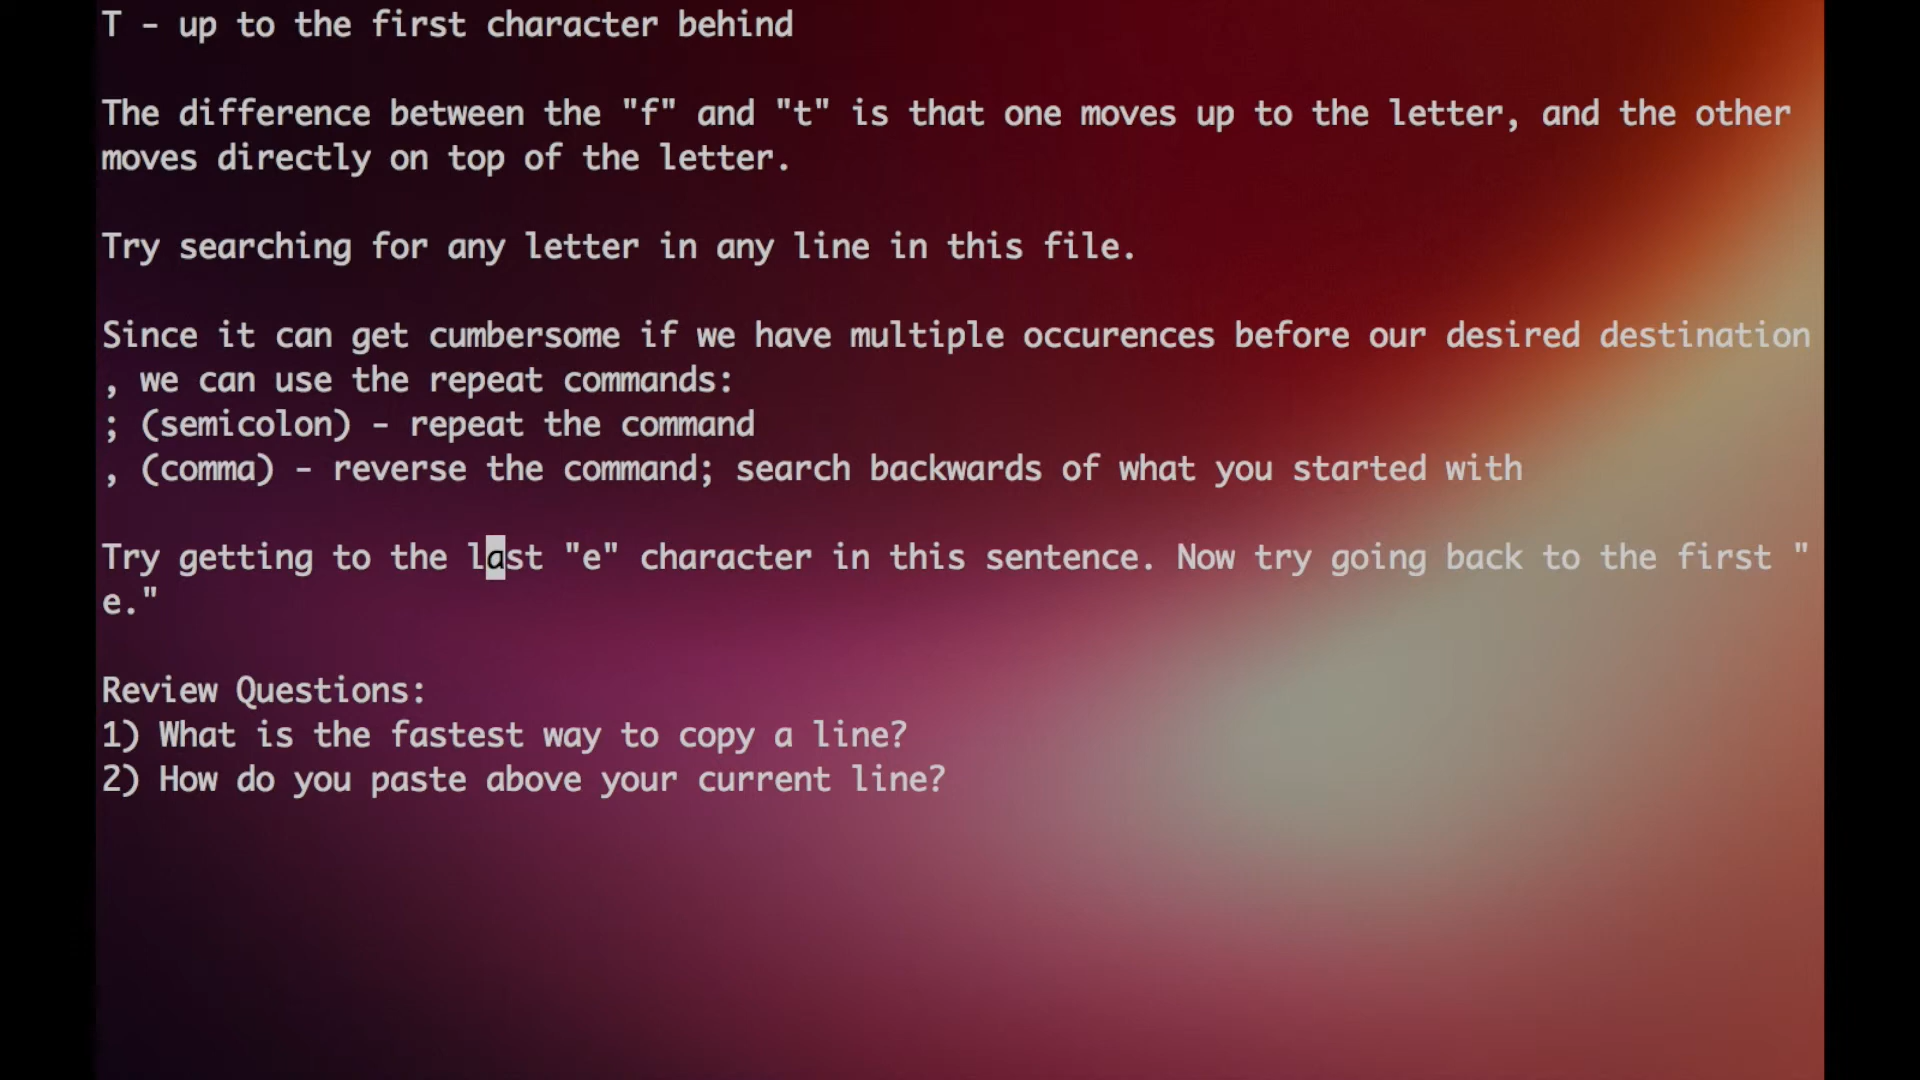 T - up to the first character behind
The difference between the "f" and "t" is that one moves up to the letter, and the other
moves directly on top of the letter.
Try searching for any letter in any line in this file.
Since it can get cumbersome if we have multiple occurences before our desired destination
, we can use the repeat commands:
; (semicolon) - repeat the command
, (comma) - reverse the command; search backwards of what you started with
Try getting to the last "e" character in this sentence. Now try going back to the first "
e."
Review Questions:
1) What is the fastest way to copy a line?
2) How do you paste above your current line?